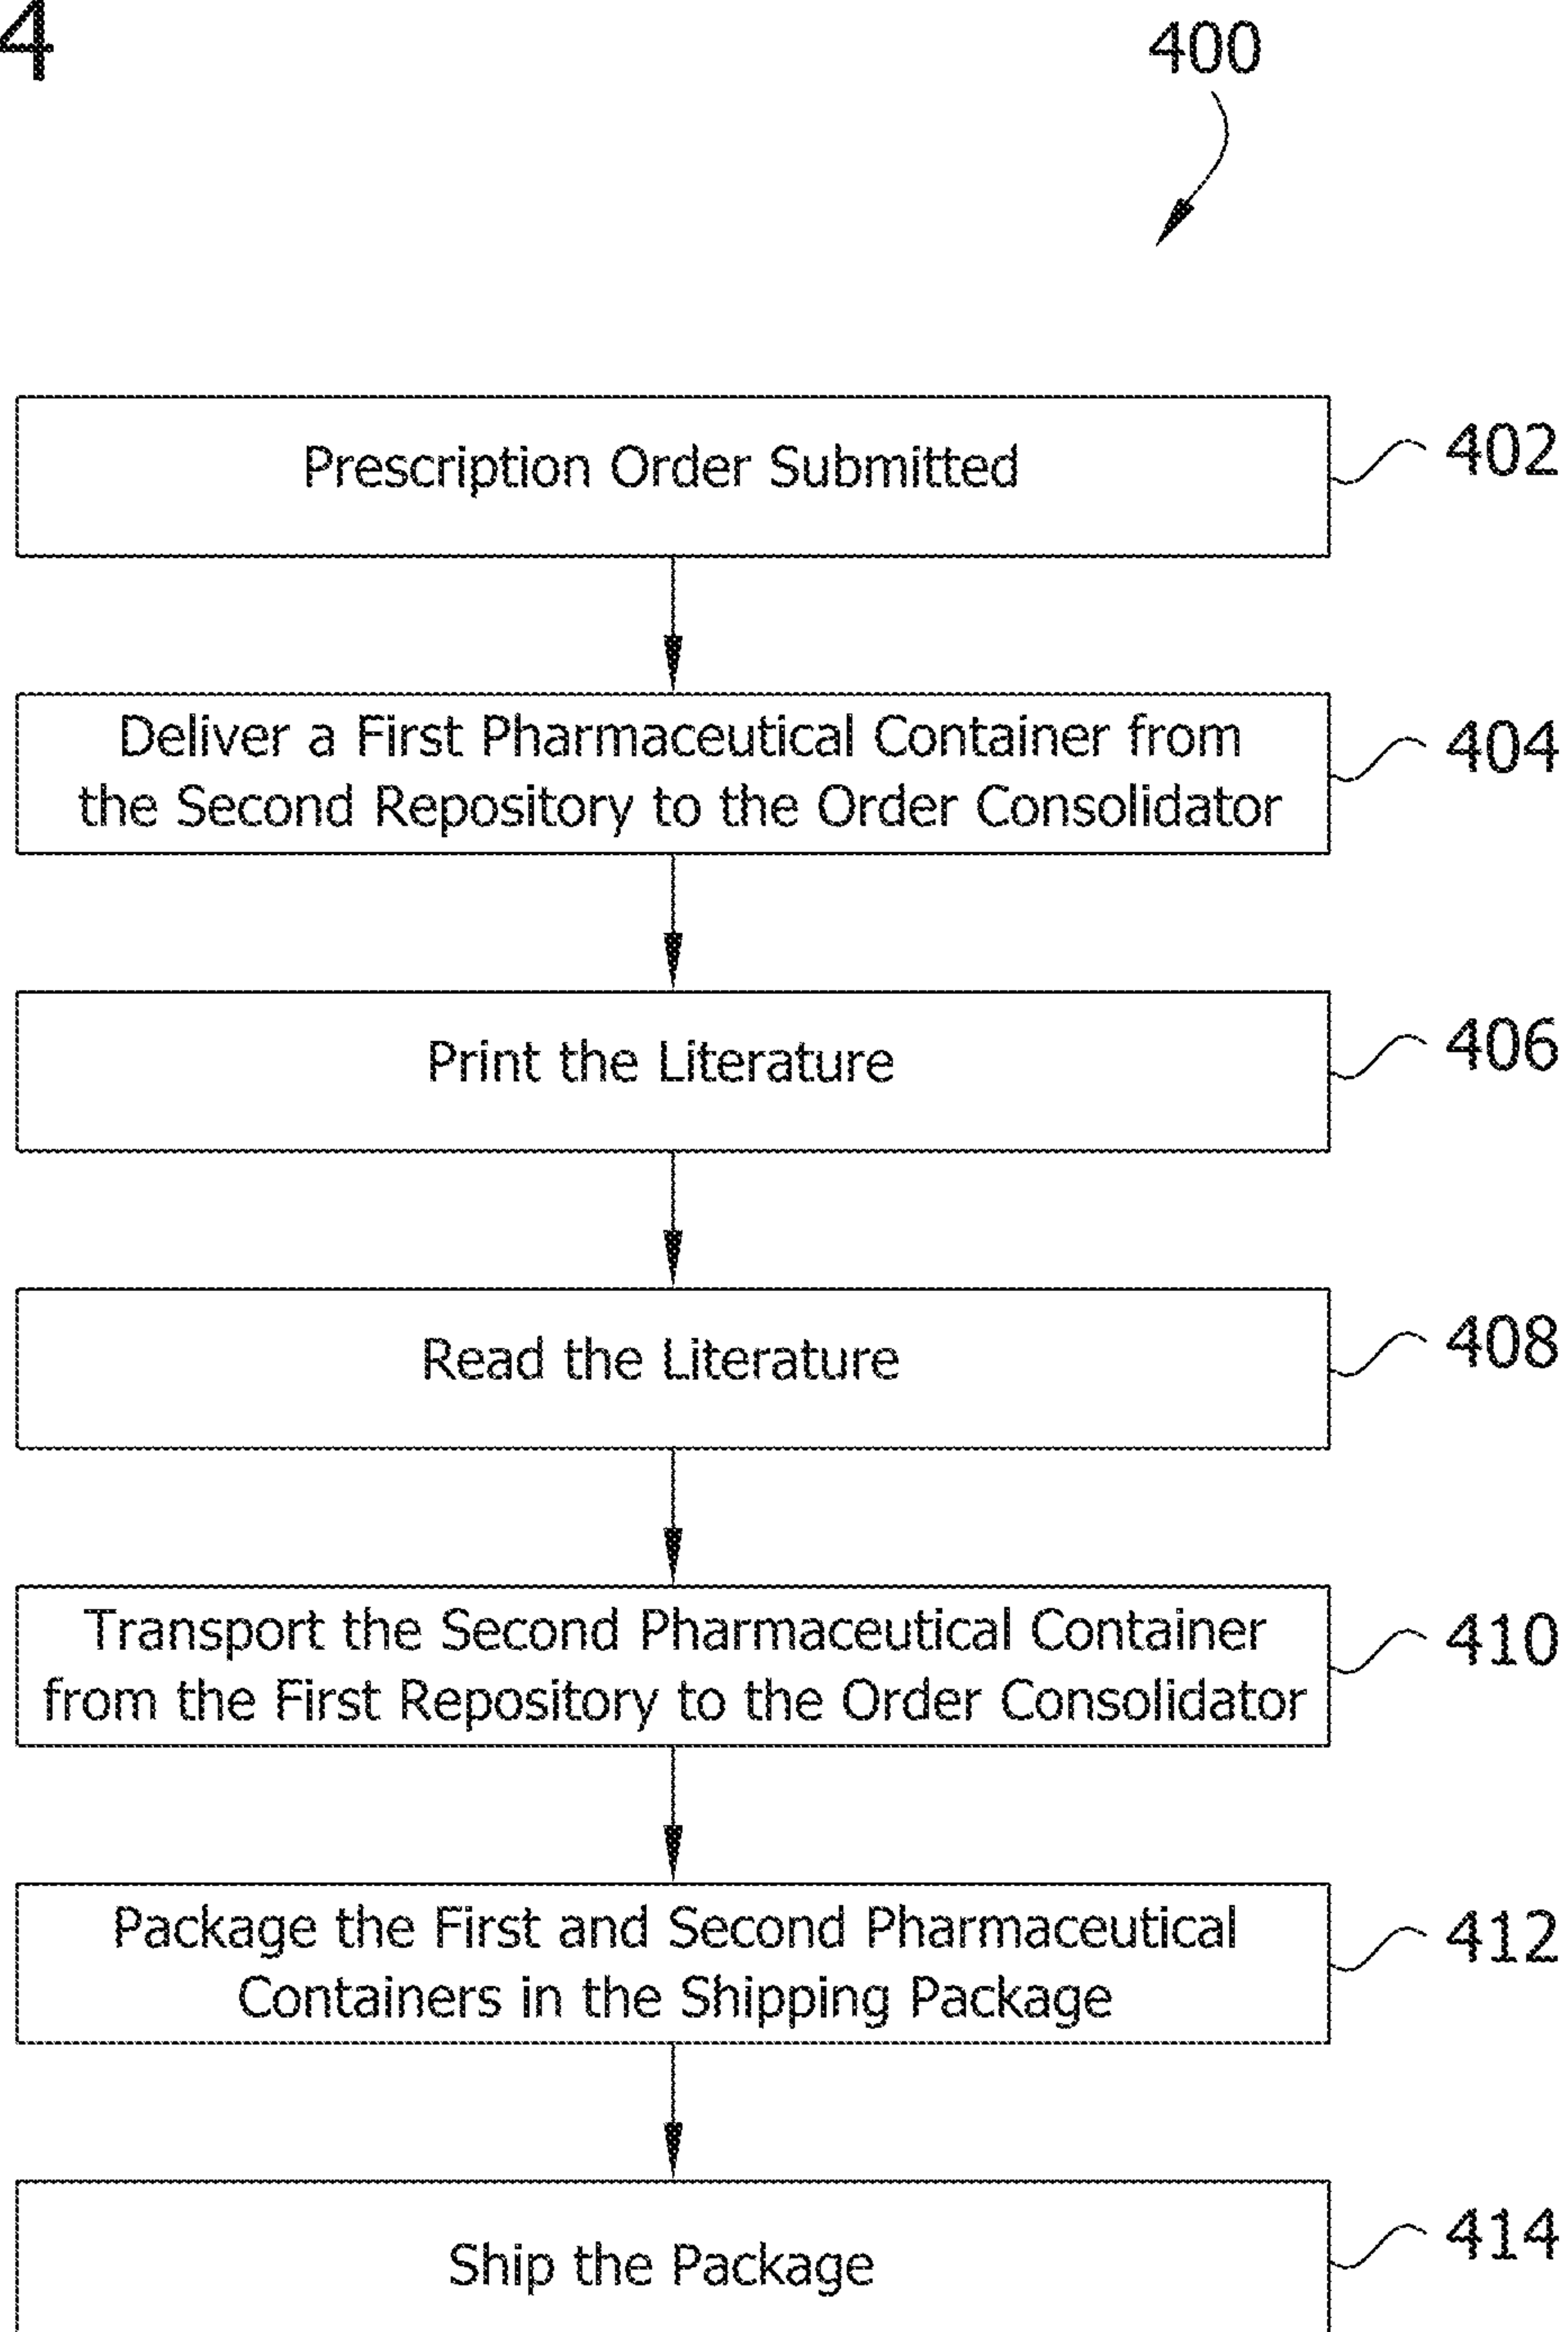 4
400
Prescription Order Submitted
402
Deliver a First Pharmaceutical Container from
the Second Repository to the Order Consolidator
404
Print the Literature
406
Read the Literature
408
Transport the Second Pharmaceutical Container
from the First Repository to the Order Consolidator
410
Package the First and Second Pharmaceutical
Containers in the Shipping Package
412
Ship the Package
414